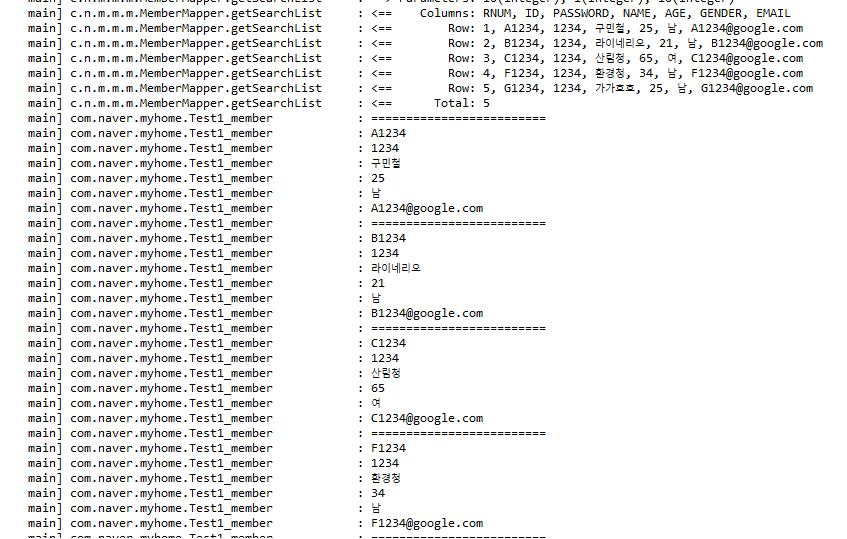 main] c.n.m.m.m.MemberMapper.getSearchList : ==> Parameters: 10(Integer), 1(Integer), 10(Integer)
main] c.n.m.m.m.MemberMapper.getSearchList : <== Columns: RNUM, ID, PASSWORD, NAME, AGE, GENDER, EMAIL
main] c.n.m.m.m.MemberMapper.getSearchList : <== Row: 1, A1234, 1234, 구민철, 25, 남, A1234@google.com
main] c.n.m.m.m.MemberMapper.getSearchList : <== Row: 2, B1234, 1234, 라이네리오, 21, 남, B1234@google.com
main] c.n.m.m.m.MemberMapper.getSearchList : <== Row: 3, C1234, 1234, 산림청, 65, 여, C1234@google.com
main] c.n.m.m.m.MemberMapper.getSearchList : <== Row: 4, F1234, 1234, 환경청, 34, 남, F1234@google.com
main] c.n.m.m.m.MemberMapper.getSearchList : <== Row: 5, G1234, 1234, 가가호호, 25, 남, G1234@google.com
main] c.n.m.m.m.MemberMapper.getSearchList : <== Total: 5
main] com.naver.myhome.Test1_member : =========================
main] com.naver.myhome.Test1_member : A1234
main] com.naver.myhome.Test1_member : 1234
main] com.naver.myhome.Test1_member : 구민철
main] com.naver.myhome.Test1_member : 25
main] com.naver.myhome.Test1_member : 남
main] com.naver.myhome.Test1_member : A1234@google.com
main] com.naver.myhome.Test1_member : =========================
main] com.naver.myhome.Test1_member : B1234
main] com.naver.myhome.Test1_member : 1234
main] com.naver.myhome.Test1_member : 라이네리오
main] com.naver.myhome.Test1_member : 21
main] com.naver.myhome.Test1_member : 남
main] com.naver.myhome.Test1_member : B1234@google.com
main] com.naver.myhome.Test1_member : =========================
main] com.naver.myhome.Test1_member : C1234
main] com.naver.myhome.Test1_member : 1234
main] com.naver.myhome.Test1_member : 산림청
main] com.naver.myhome.Test1_member : 65
main] com.naver.myhome.Test1_member : 여
main] com.naver.myhome.Test1_member : C1234@google.com
main] com.naver.myhome.Test1_member : =========================
main] com.naver.myhome.Test1_member : F1234
main] com.naver.myhome.Test1_member : 1234
main] com.naver.myhome.Test1_member : 환경청
main] com.naver.myhome.Test1_member : 34
main] com.naver.myhome.Test1_member : 남
main] com.naver.myhome.Test1_member : F1234@google.com
main] com.naver.myhome.Test1_member : =========================